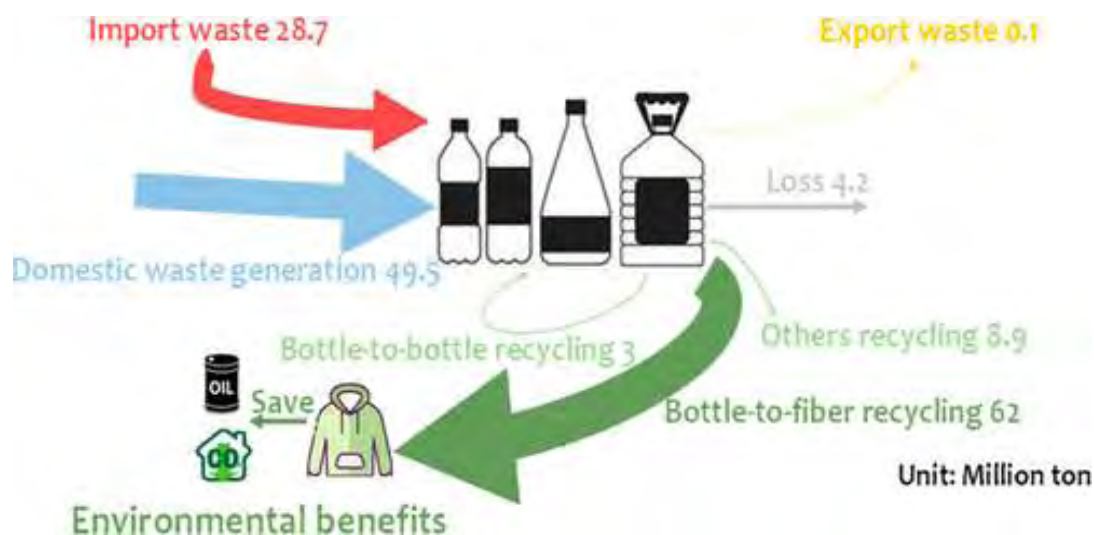 Import waste 28.7
Export waste 0.1
Loss 4.2
Domestic waste generation 49.5
Bottle-to-bottle recycling 3
Others recycling 8.9
OIL
Save
Bottle-to-fiber recycling 62
CO
Unit: Million ton
Environmental benefits